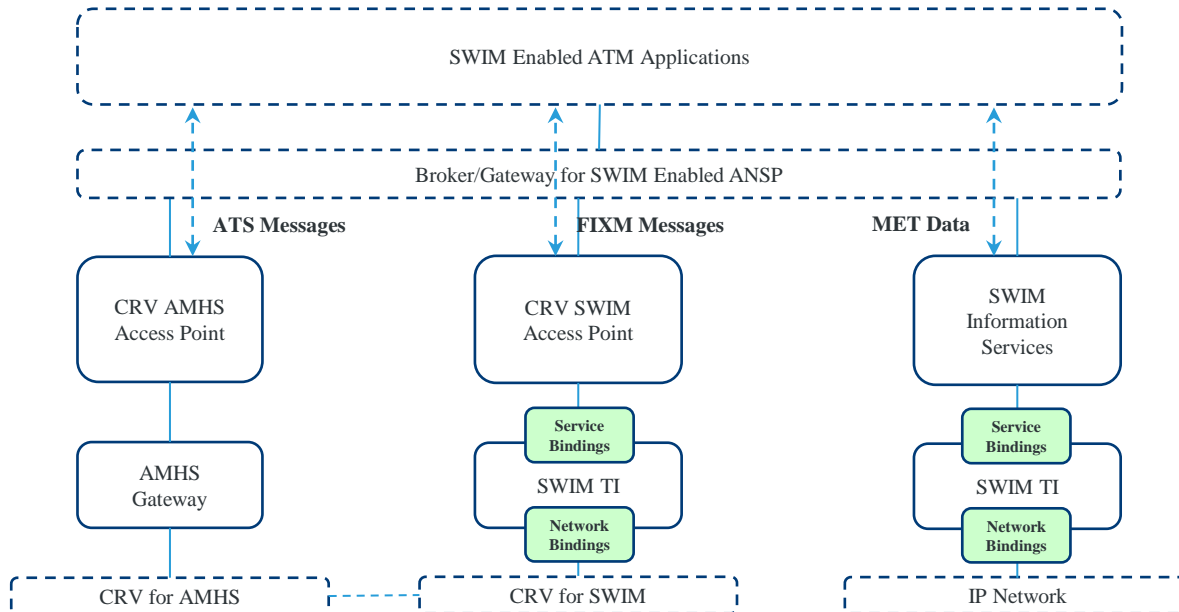 SWIM Enabled ATM Applications
Broker/Gateway for SWIM Enabled ANSP
ATS Messages
FIXM Messages
MET Data
CRV AMHS
Access Point
CRV SWIM
Access Point
SWIM
Information
Services
Service
Bindings
Service
Bindings
AMHS
Gateway
SWIM TI
SWIM TI
Network
Bindings
Network
Bindings
CRV for AMHS
CRV for SWIM
IP Network